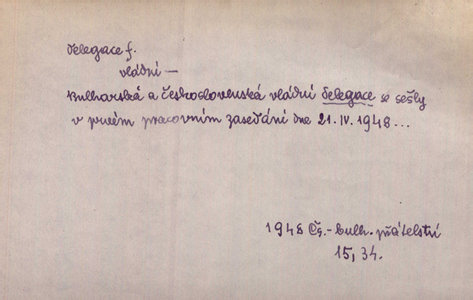 delegace f.
vládní —
Bulharská a československá vládní delegace se sešly
v prvém pracovním zasedání dne 21. IV. 1948 ...
1948 Čs.-bulh. přátelství
15, 34.